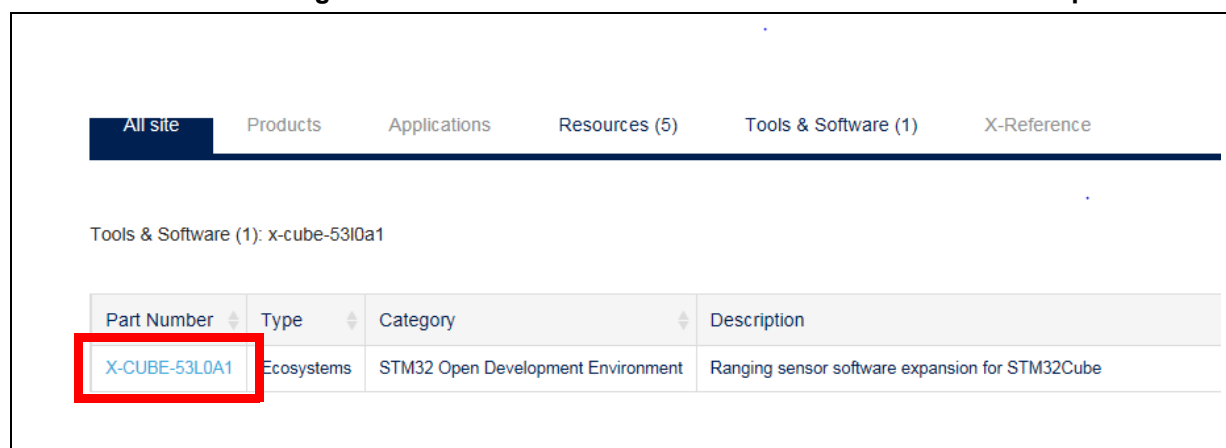 All site Products Applications Resources (5) Tools & Software (1) X-Reference
Tools & Software (1): x-cube-53l0a1
Part Number Type Category Description
X-CUBE-53L0A1 Ecosystems STM32 Open Development Environment Ranging sensor software expansion for STM32Cube